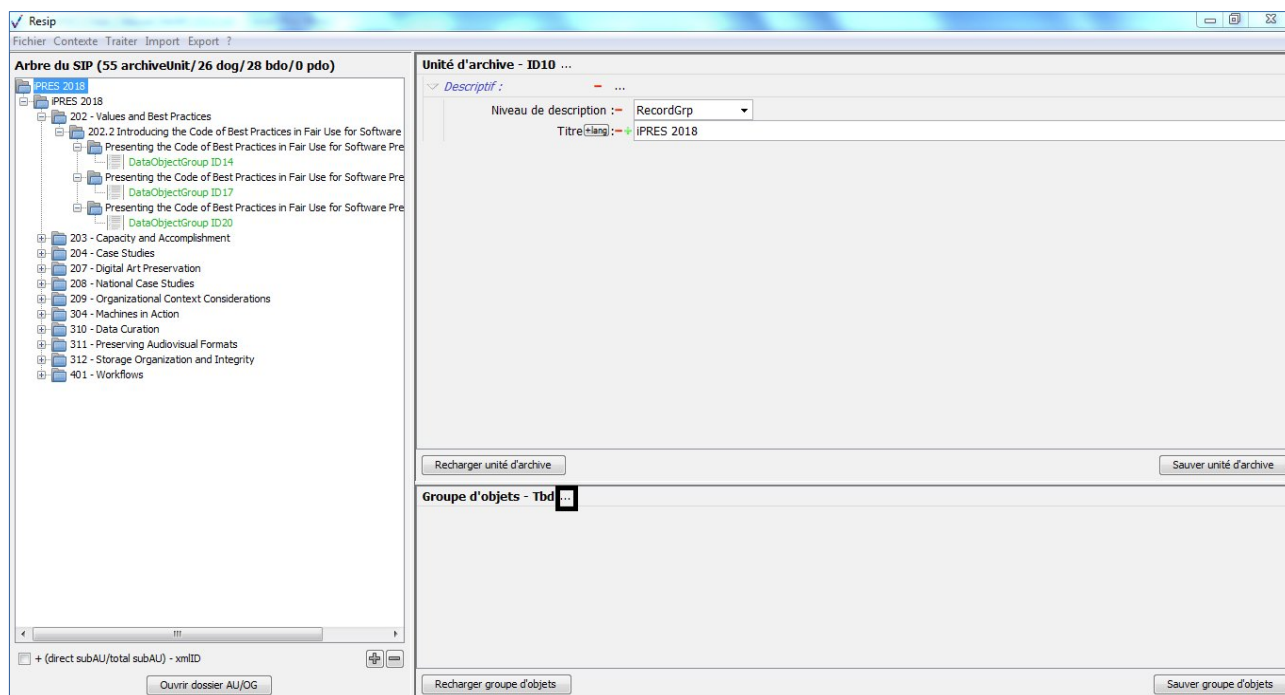 Resip
Fichier Contexte Traiter Import Export ?
Arbre du SIP (55 archiveUnit/26 dog/28 bdo/0 pdo)
iPRES 2018
iPRES 2018
202 - Values and Best Practices
202.2 Introducing the Code of Best Practices in Fair Use for Software
Presenting the Code of Best Practices in Fair Use for Software Pre
DataObjectGroup ID14
Presenting the Code of Best Practices in Fair Use for Software Pre
DataObjectGroup ID17
Presenting the Code of Best Practices in Fair Use for Software Pre
DataObjectGroup ID20
203 - Capacity and Accomplishment
204 - Case Studies
207 - Digital Art Preservation
208 - National Case Studies
209 - Organizational Context Considerations
304 - Machines in Action
310 - Data Curation
311 - Preserving Audiovisual Formats
312 - Storage Organization and Integrity
401 - Workflows
+ (direct subAU/total subAU) - xmlID
Ouvrir dossier AU/OG
Unité d'archive - ID10 ...
Descriptif : - ...
Niveau de description :- RecordGrp
Titre +lang :- + iPRES 2018
Recharger unité d'archive
Sauver unité d'archive
Groupe d'objets - Tbd ...
Recharger groupe d'objets
Sauver groupe d'objets